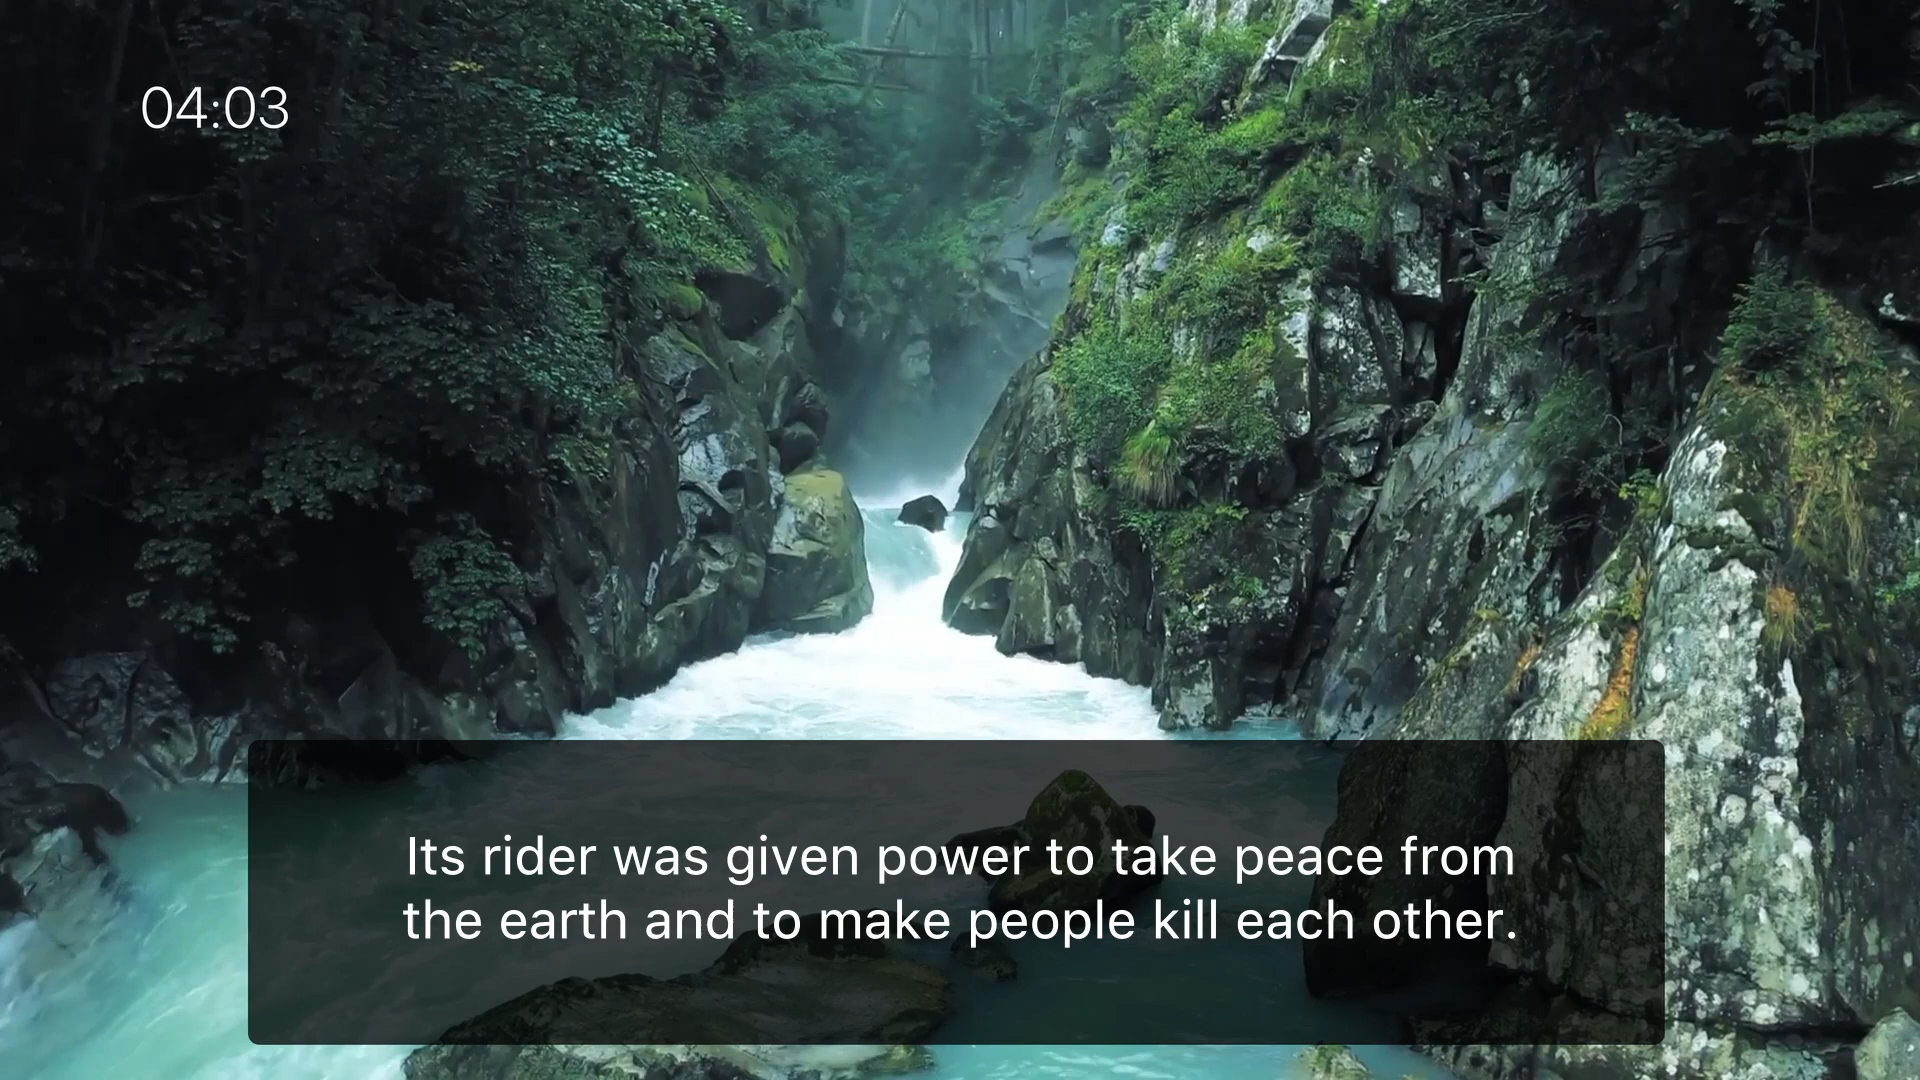 04:03
Its rider was given power to take peace from
the earth and to make people kill each other.